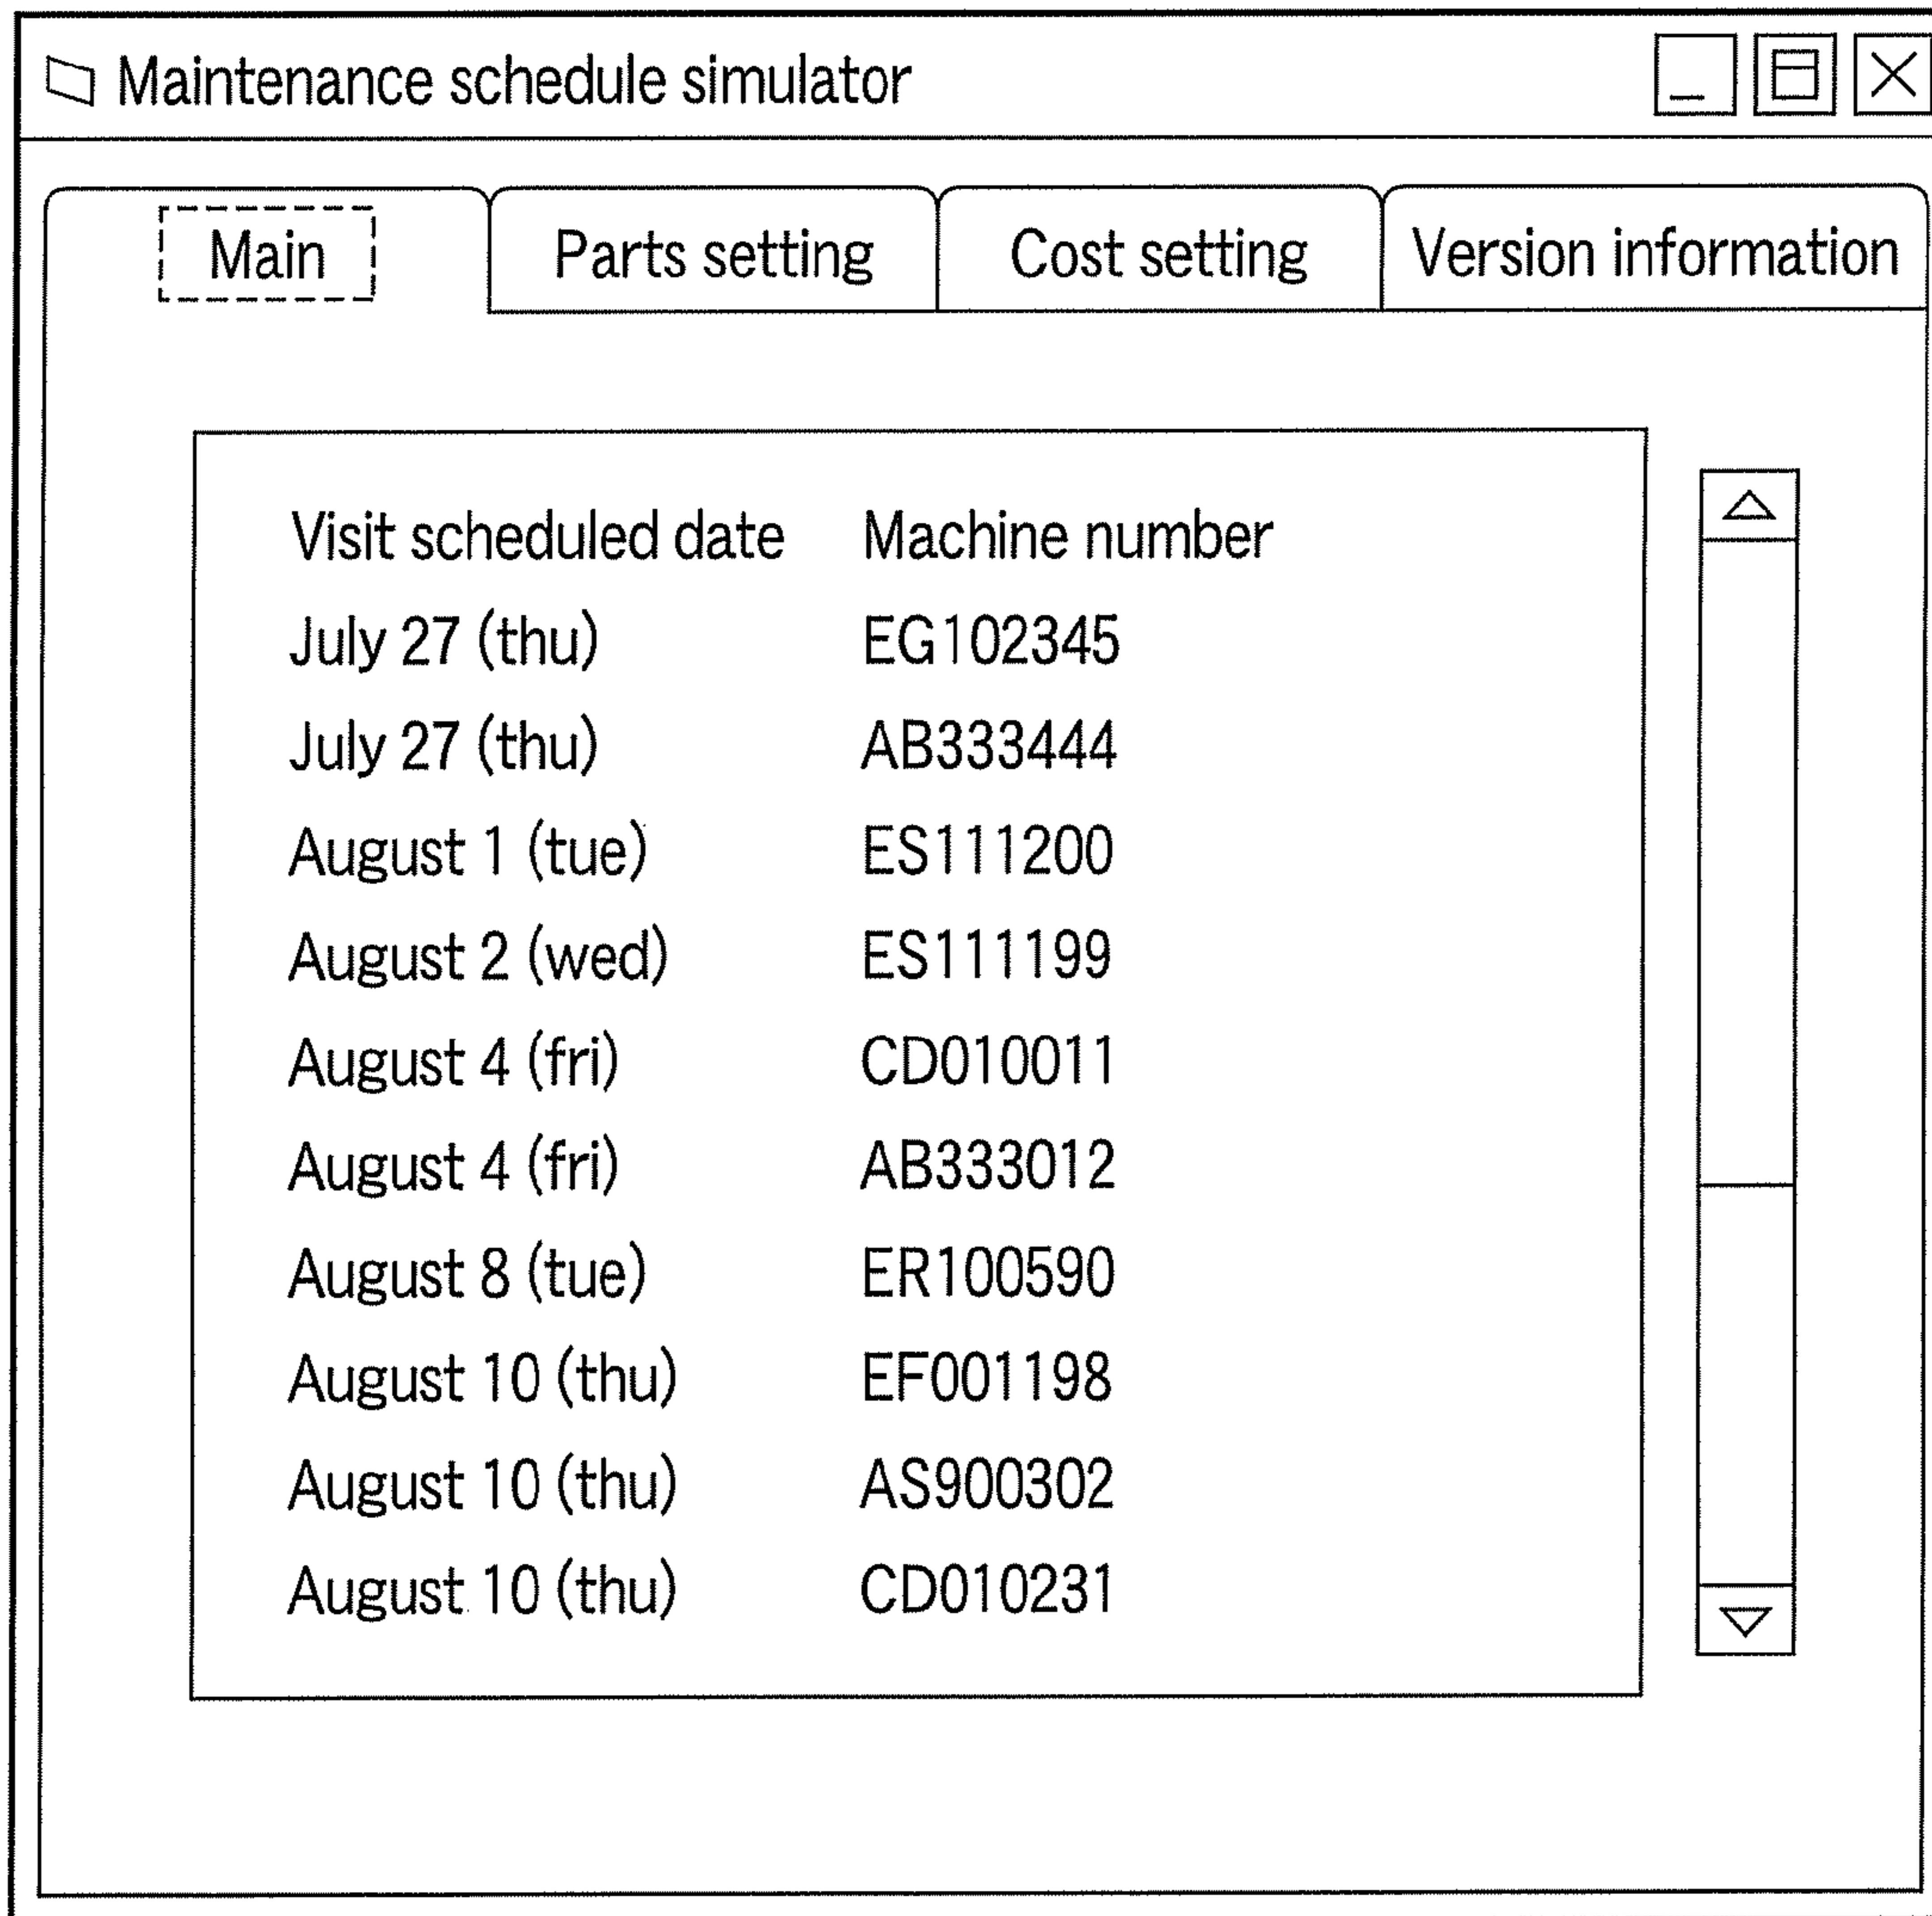 Maintenance schedule simulator
Main Parts setting Cost setting Version information
Visit scheduled date Machine number
July 27 (thu) EG102345
July 27 (thu) AB333444
August 1 (tue) ES111200
August 2 (wed) ES111199
August 4 (fri) CD010011
August 4 (fri) AB333012
August 8 (tue) ER100590
August 10 (thu) EF001198
August 10 (thu) AS900302
August 10 (thu) CD010231